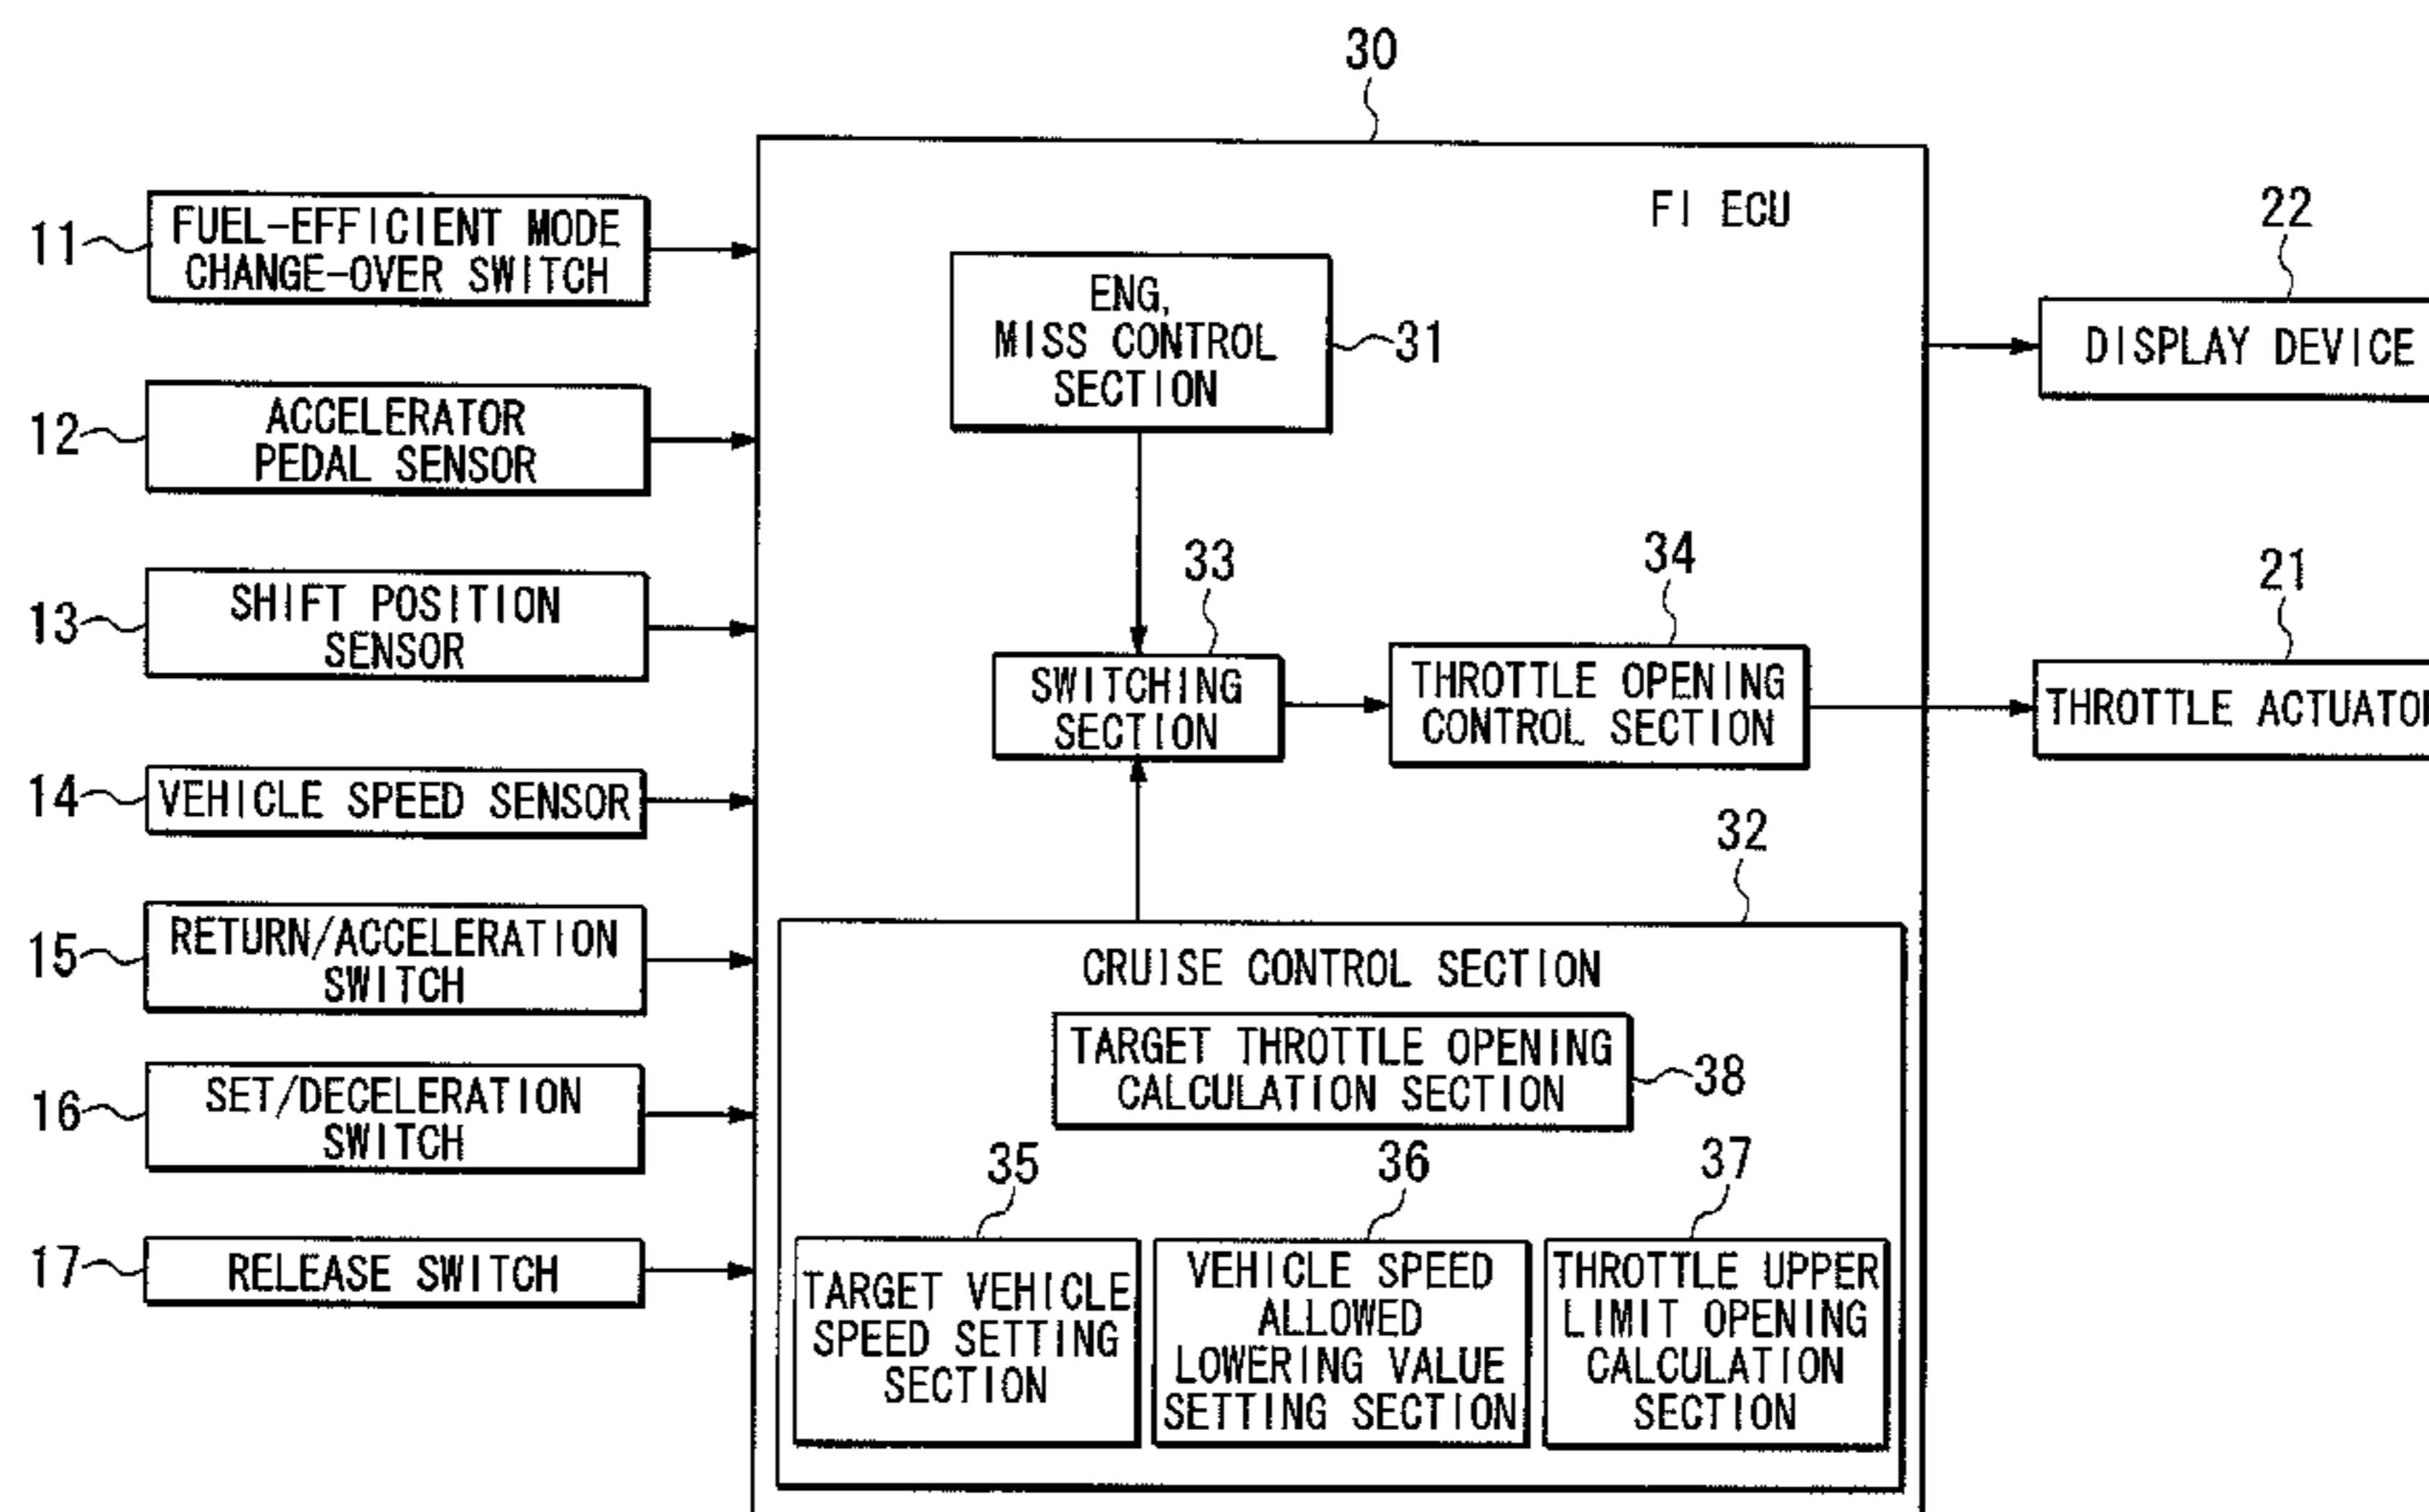 30
FI ECU
11
FUEL-EFFICIENT MODE
CHANGE-OVER SWITCH
12
ACCELERATOR
PEDAL SENSOR
13
SHIFT POSITION
SENSOR
14
VEHICLE SPEED SENSOR
15
RETURN/ACCELERATION
SWITCH
16
SET/DECELERATION
SWITCH
17
RELEASE SWITCH
ENG,
MISS CONTROL
SECTION
31
33
SWITCHING
SECTION
34
THROTTLE OPENING
CONTROL SECTION
22
DISPLAY DEVICE
21
THROTTLE ACTUATOR
32
CRUISE CONTROL SECTION
TARGET THROTTLE OPENING
CALCULATION SECTION
38
35
TARGET VEHICLE
SPEED SETTING
SECTION
36
VEHICLE SPEED
ALLOWED
LOWERING VALUE
SETTING SECTION
37
THROTTLE UPPER
LIMIT OPENING
CALCULATION
SECTION